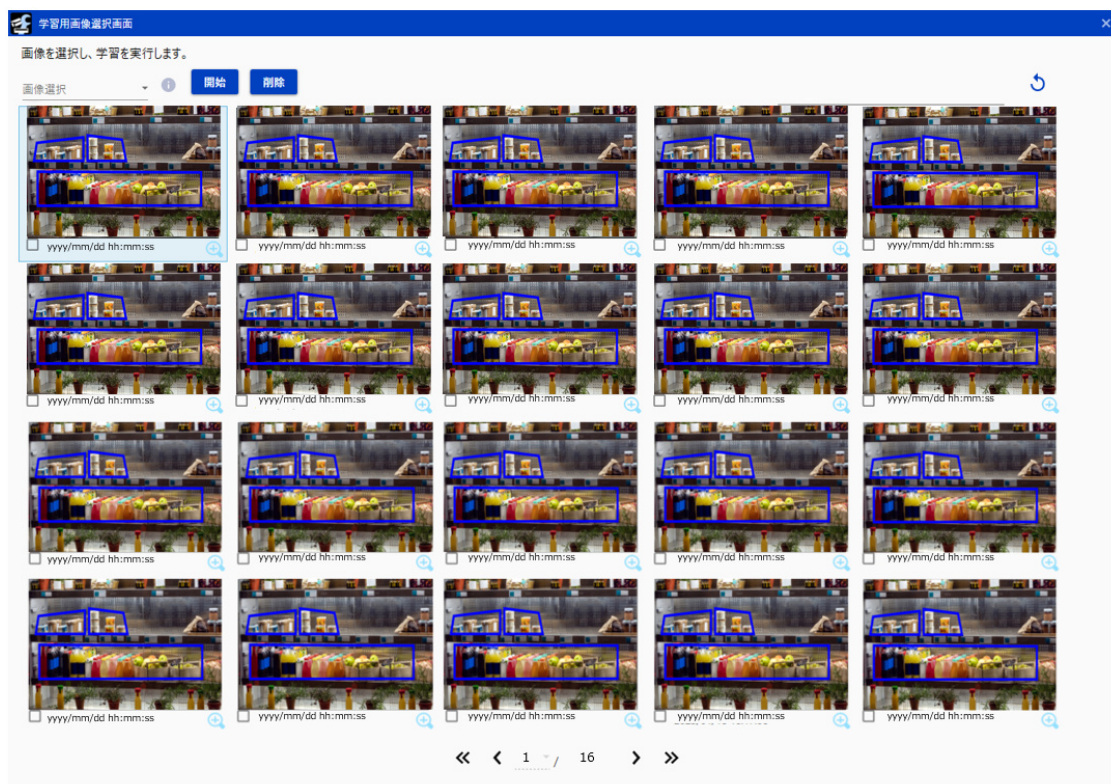 学習用画像選択画面
画像を選択し、学習を実行します。
画像選択 開始 削除
yyyy/mm/dd hh:mm:ss yyyy/mm/dd hh:mm:ss yyyy/mm/dd hh:mm:ss yyyy/mm/dd hh:mm:ss yyyy/mm/dd hh:mm:ss
yyyy/mm/dd hh:mm:ss yyyy/mm/dd hh:mm:ss yyyy/mm/dd hh:mm:ss yyyy/mm/dd hh:mm:ss yyyy/mm/dd hh:mm:ss
yyyy/mm/dd hh:mm:ss yyyy/mm/dd hh:mm:ss yyyy/mm/dd hh:mm:ss yyyy/mm/dd hh:mm:ss yyyy/mm/dd hh:mm:ss
yyyy/mm/dd hh:mm:ss yyyy/mm/dd hh:mm:ss yyyy/mm/dd hh:mm:ss yyyy/mm/dd hh:mm:ss yyyy/mm/dd hh:mm:ss
1 / 16